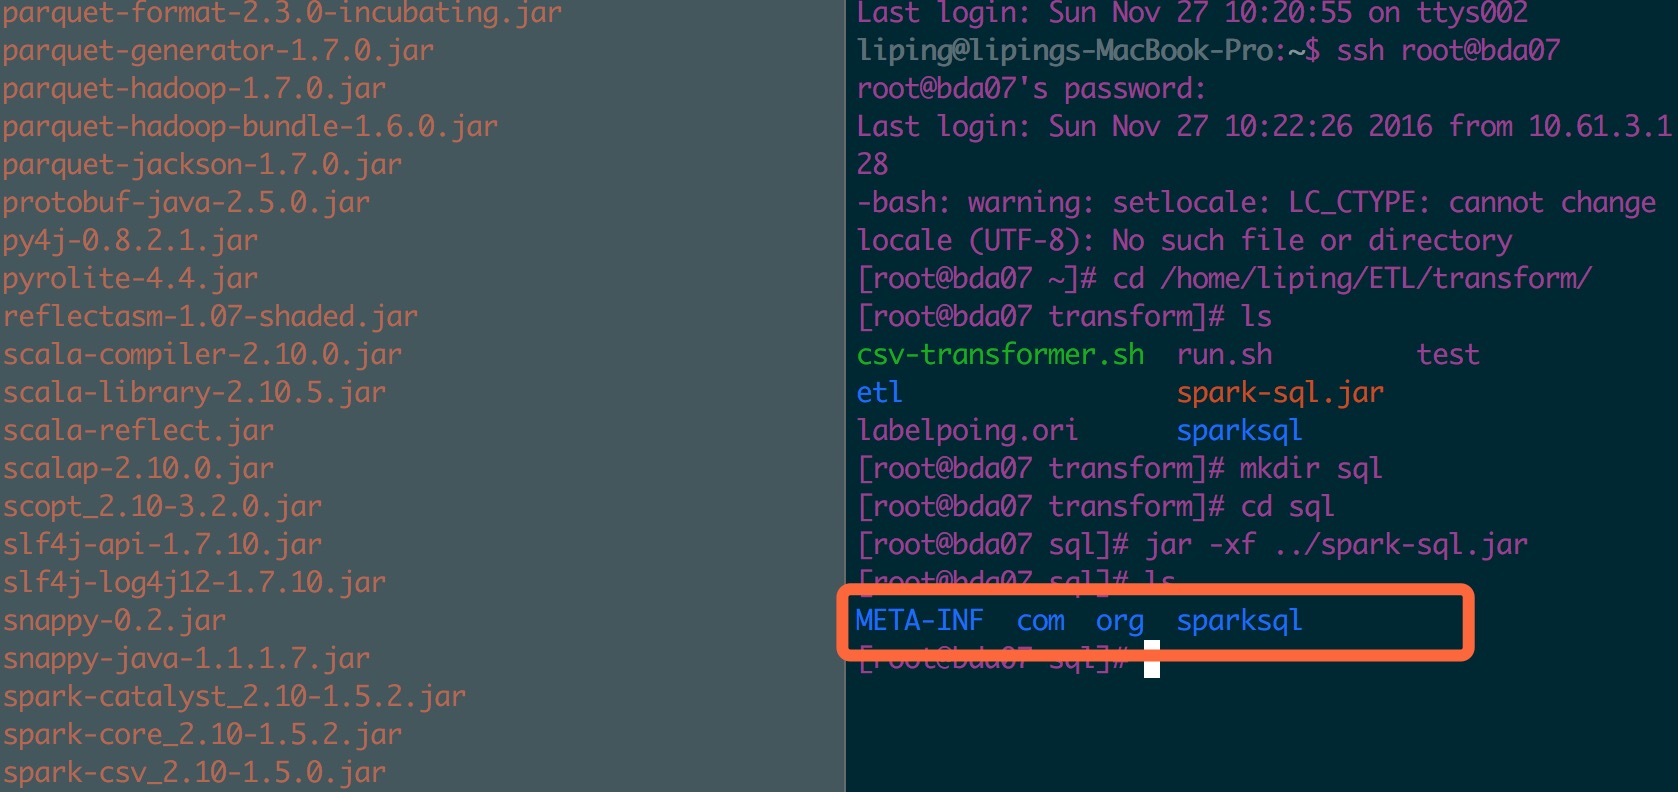 parquet-format-2.3.0-incubating.jar
parquet-generator-1.7.0.jar
parquet-hadoop-1.7.0.jar
parquet-hadoop-bundle-1.6.0.jar
parquet-jackson-1.7.0.jar
protobuf-java-2.5.0.jar
py4j-0.8.2.1.jar
pyrolite-4.4.jar
reflectasm-1.07-shaded.jar
scala-compiler-2.10.0.jar
scala-library-2.10.5.jar
scala-reflect.jar
scalap-2.10.0.jar
scopt_2.10-3.2.0.jar
slf4j-api-1.7.10.jar
slf4j-log4j12-1.7.10.jar
snappy-0.2.jar
snappy-java-1.1.1.7.jar
spark-catalyst_2.10-1.5.2.jar
spark-core_2.10-1.5.2.jar
spark-csv_2.10-1.5.0.jar
Last login: Sun Nov 27 10:20:55 on ttys002
liping@lipings-MacBook-Pro:~$ ssh root@bda07
root@bda07's password:
Last login: Sun Nov 27 10:22:26 2016 from 10.61.3.1
28
-bash: warning: setlocale: LC_CTYPE: cannot change
locale (UTF-8): No such file or directory
[root@bda07 ~]# cd /home/liping/ETL/transform/
[root@bda07 transform]# ls
csv-transformer.sh run.sh test
etl spark-sql.jar
labelpoing.ori sparksql
[root@bda07 transform]# mkdir sql
[root@bda07 transform]# cd sql
[root@bda07 sql]# jar -xf ../spark-sql.jar
[root@bda07 sql]# ls
META-INF com org sparksql
[root@bda07 sql]#